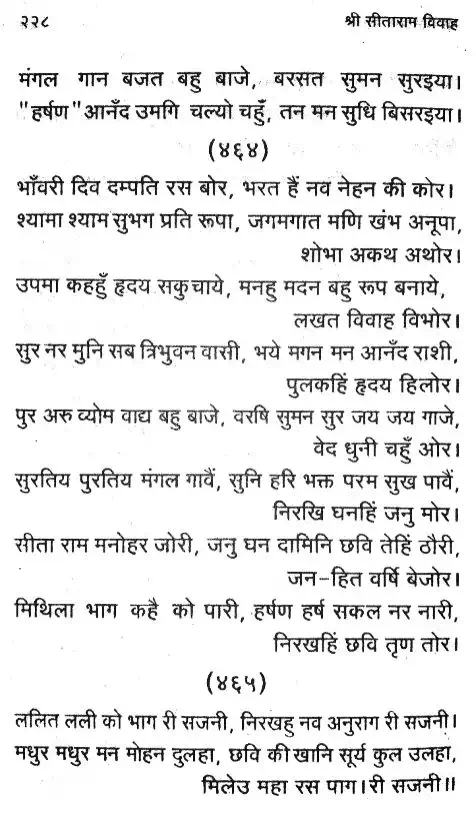 २२८ श्री सीताराम विवाह
मंगल गान बजत बहु बाजे, बरसत सुमन सुरइया।
"हर्षण" आनँद उमगि चल्यो चहुँ, तन मन सुधि बिसरइया।
(४६४)
भाँवरी दिव दम्पति रस बोर, भरत हैं नव नेहन की कोर।
श्यामा श्याम सुभग प्रति रूपा, जगमगात मणि खंभ अनूपा,
शोभा अकथ अथोर।
उपमा कहहुँ हृदय सकुचाये, मनहु मदन बहु रूप बनाये,
लखत विवाह विभोर।
सुर नर मुनि सब त्रिभुवन वासी, भये मगन मन आनँद राशी,
पुलकहिं हृदय हिलोर।
पुर अरु व्योम वाद्य बहु बाजे, वरषि सुमन सुर जय जय गाजे,
वेद धुनी चहुँ ओर।
सुरतिय पुरतिय मंगल गावैं, सुनि हरि भक्त परम सुख पावैं,
निरखि घनहिं जनु मोर।
सीता राम मनोहर जोरी, जनु घन दामिनि छवि तेहिं ठौरी,
जन-हित वर्षि बेजोर।
मिथिला भाग कहै को पारी, हर्षण हर्ष सकल नर नारी,
निरखहिं छवि तृण तोर।
(४६५)
ललित लली को भाग री सजनी, निरखहु नव अनुराग री सजनी।
मधुर मधुर मन मोहन दुलहा, छवि की खानि सूर्य कुल उलहा,
मिलेउ महा रस पाग।री सजनी॥